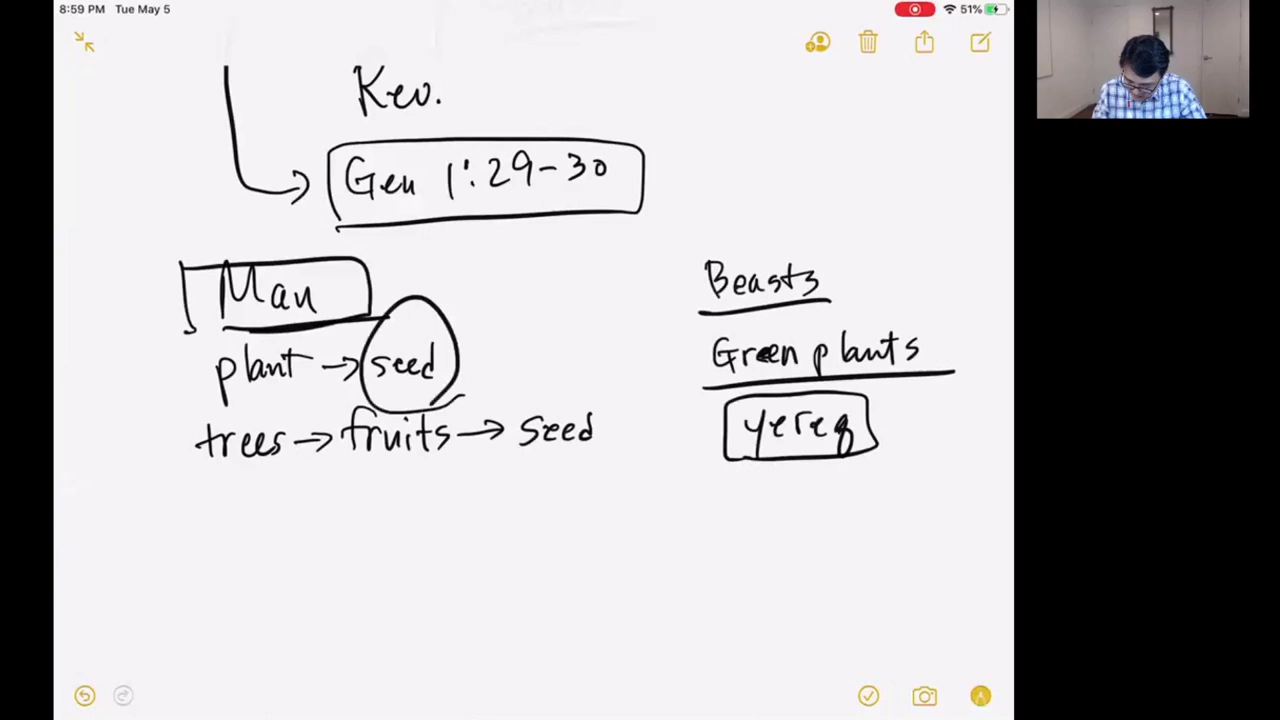 8:59 PM Tue May 5
51%
Rev.
Gen 1:29-30
Man
plant → seed
trees → fruits → seed
Beasts
Green plants
yereq